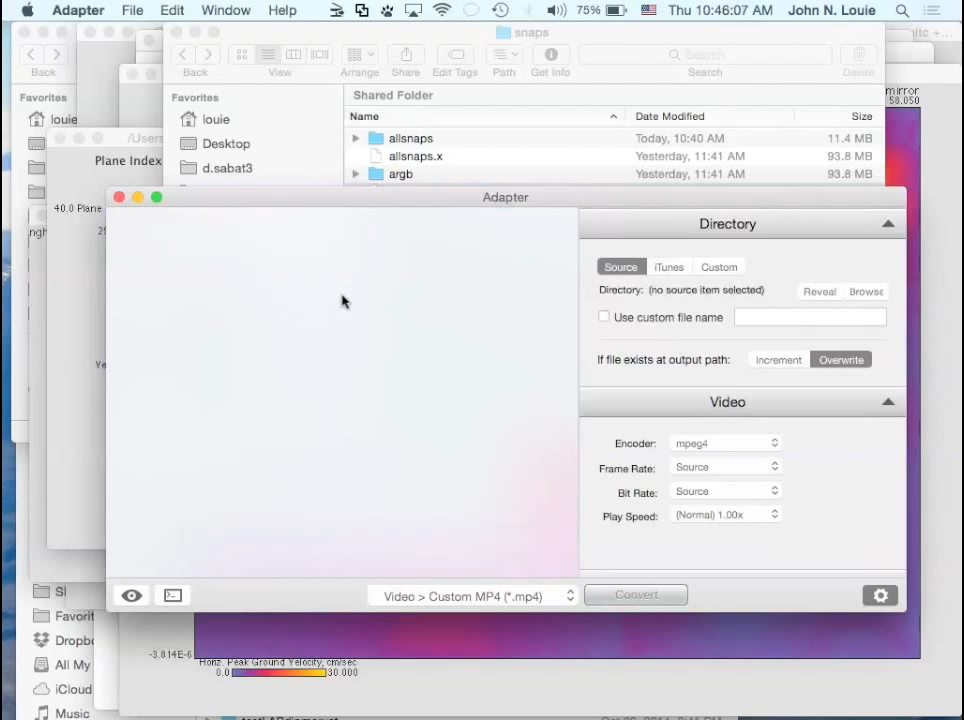 Adapter File Edit Window Help 75% Thu 10:46:07 AM John N. Louie
snaps
Back Back View Arrange Share Edit Tags Path Get Info Search Search Delete
Favorites Favorites Shared Folder
mirror
58.050
louie louie Name Date Modified Size
/Users Desktop allsnaps Today, 10:40 AM 11.4 MB
allsnaps.x Yesterday, 11:41 AM 93.8 MB
Plane Index d.sabat3 argb Yesterday, 11:41 AM 93.8 MB
Adapter
40.0 Plane
Directory
Source iTunes Custom
Directory: (no source item selected) Reveal Browse
Use custom file name
If file exists at output path: Increment Overwrite
Video
Encoder: mpeg4
Frame Rate: Source
Bit Rate: Source
Play Speed: (Normal) 1.00x
Video > Custom MP4 (*.mp4) Convert
Favorit
Dropb
All My
iCloud
Music
-3.814E-6
Horiz. Peak Ground Velocity, cm/sec
0.0 30.000